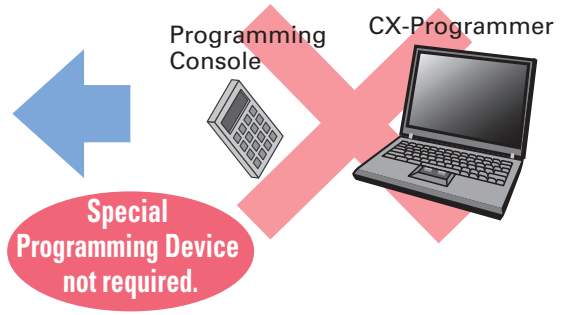 Programming
Console
CX-Programmer
Special
Programming Device
not required.